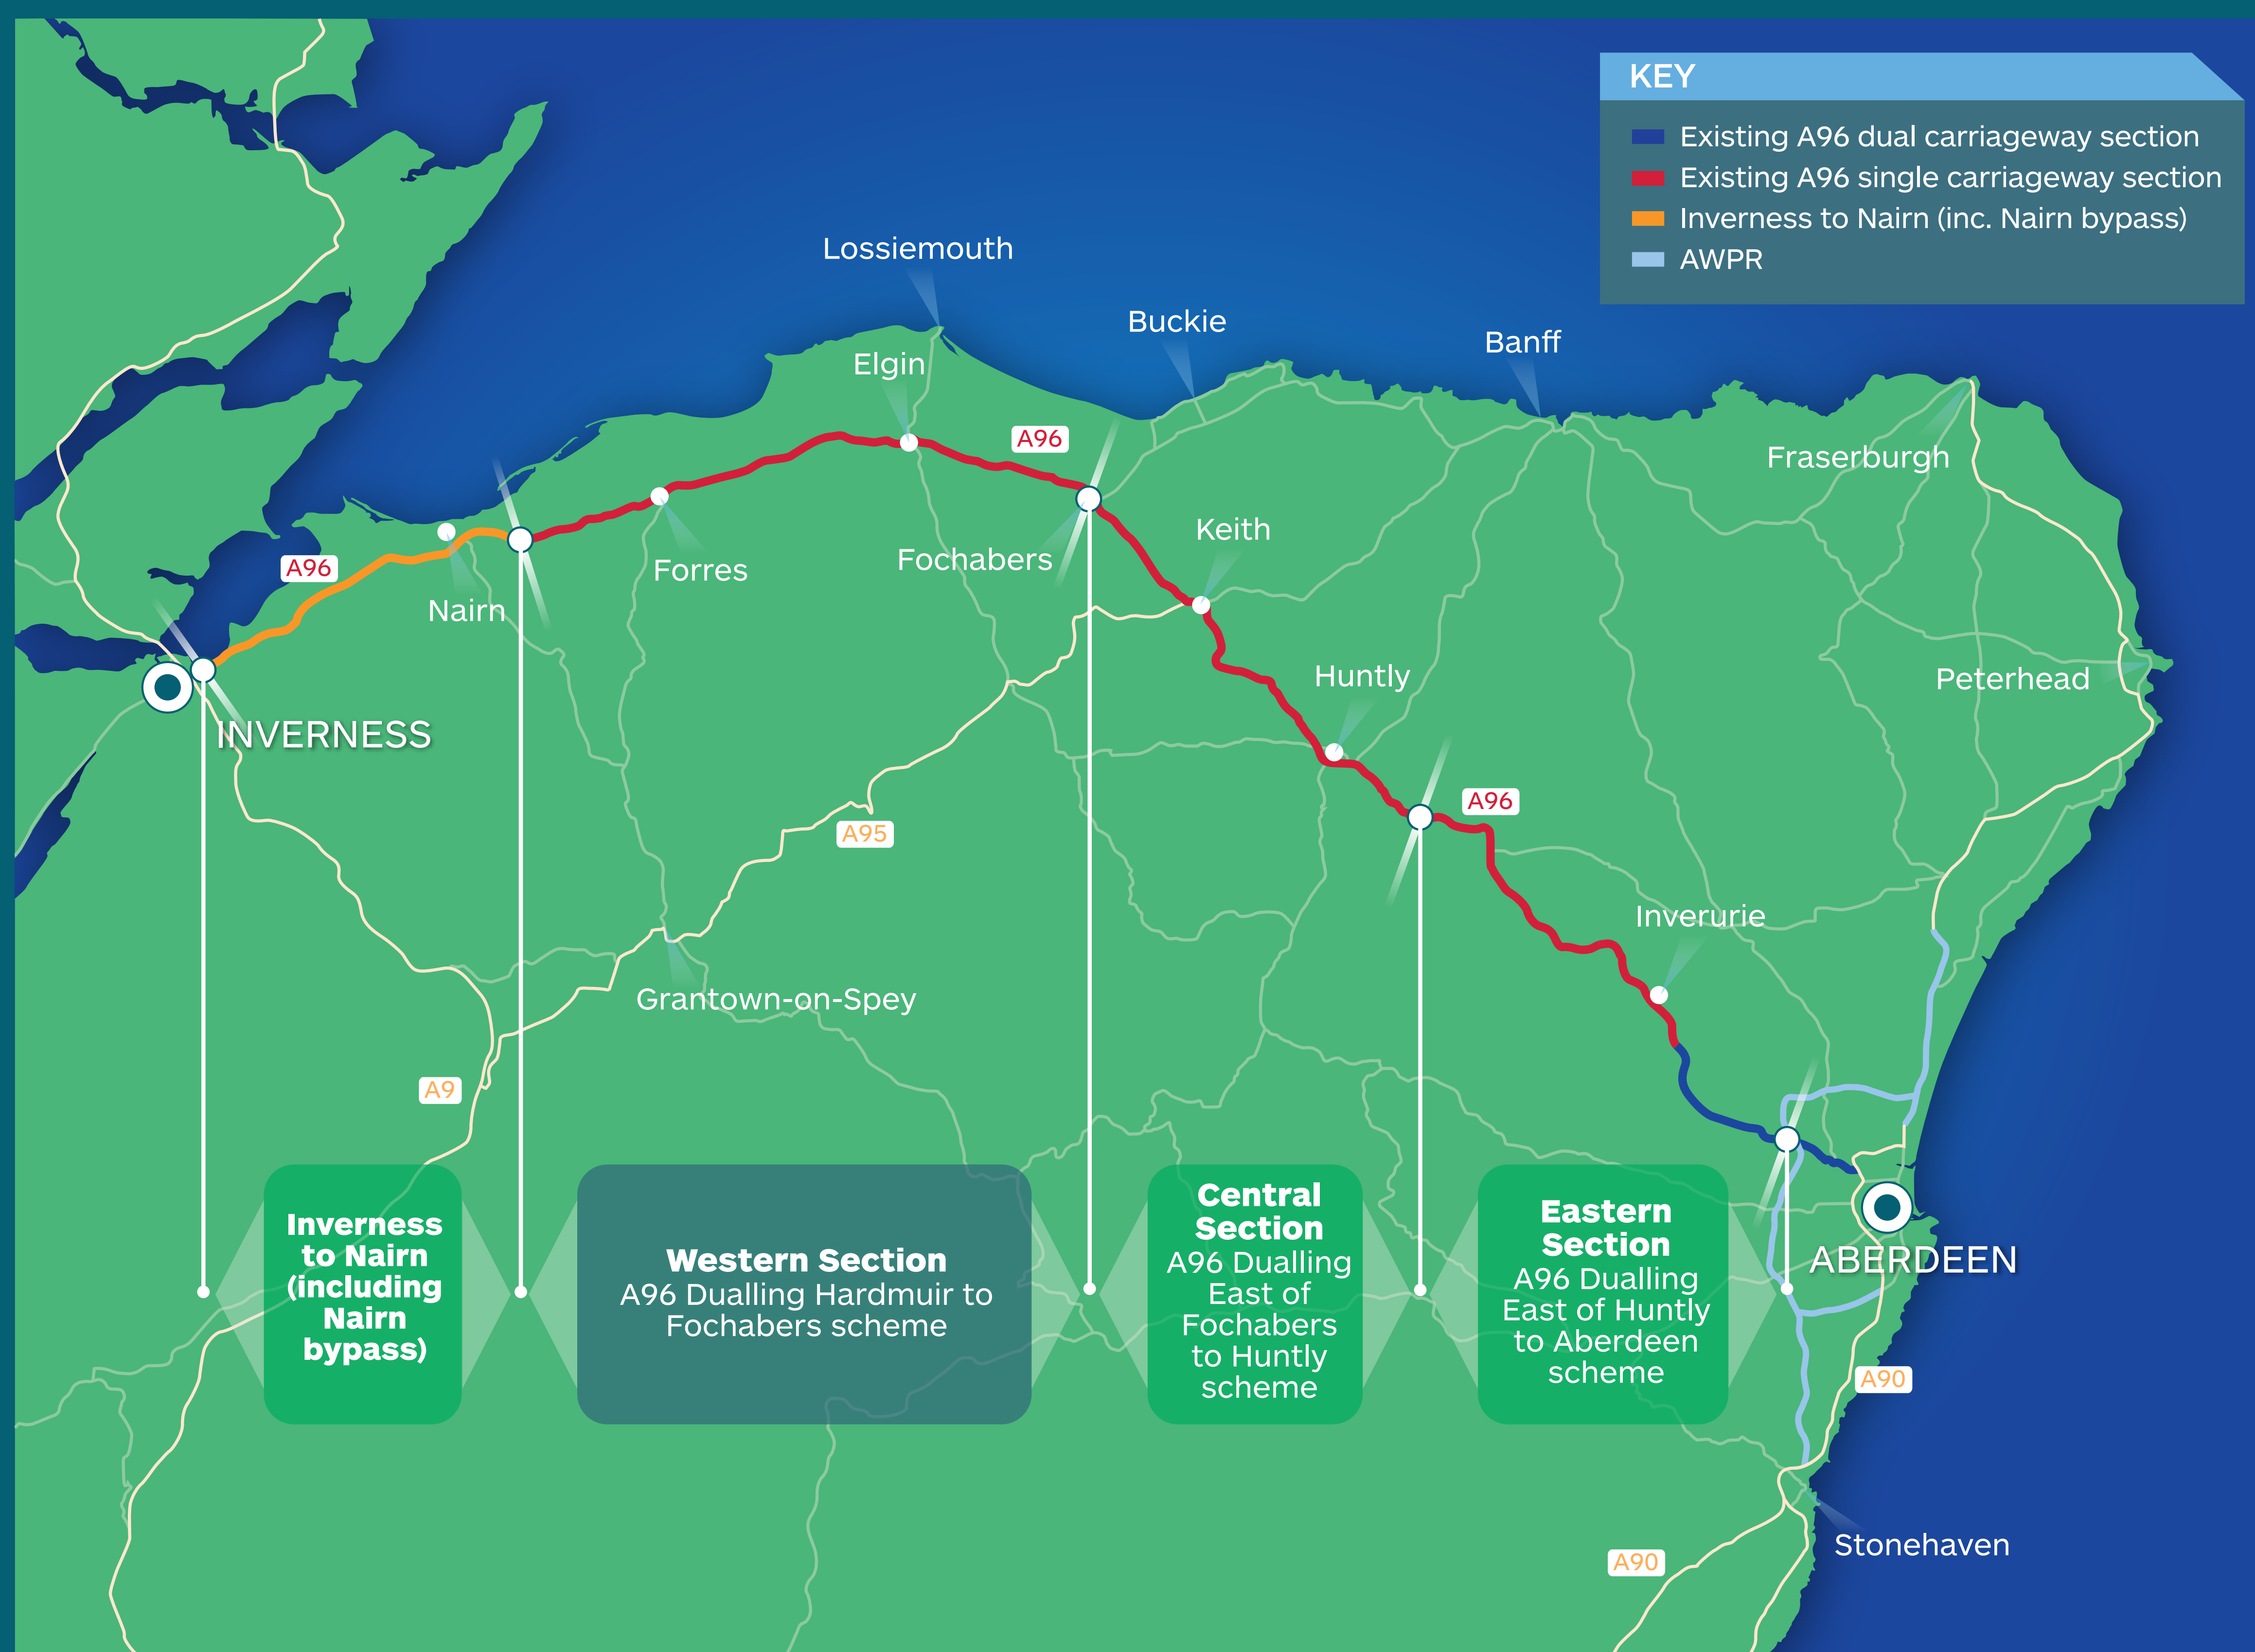 KEY
Existing A96 dual carriageway section
Existing A96 single carriageway section
Inverness to Nairn (inc. Nairn bypass)
AWPR
Lossiemouth
Buckie
Banff
Elgin
A96
Fraserburgh
Keith
Fochabers
A96
Forres
Nairn
Huntly
Peterhead
INVERNESS
A96
A95
Inverurie
Grantown-on-Spey
A9
Inverness
to Nairn
(including
Nairn
bypass)
Western Section
A96 Dualling Hardmuir to
Fochabers scheme
Central
Section
A96 Dualling
East of
Fochabers
to Huntly
scheme
Eastern
Section
A96 Dualling
East of Huntly
to Aberdeen
scheme
ABERDEEN
A90
Stonehaven
A90